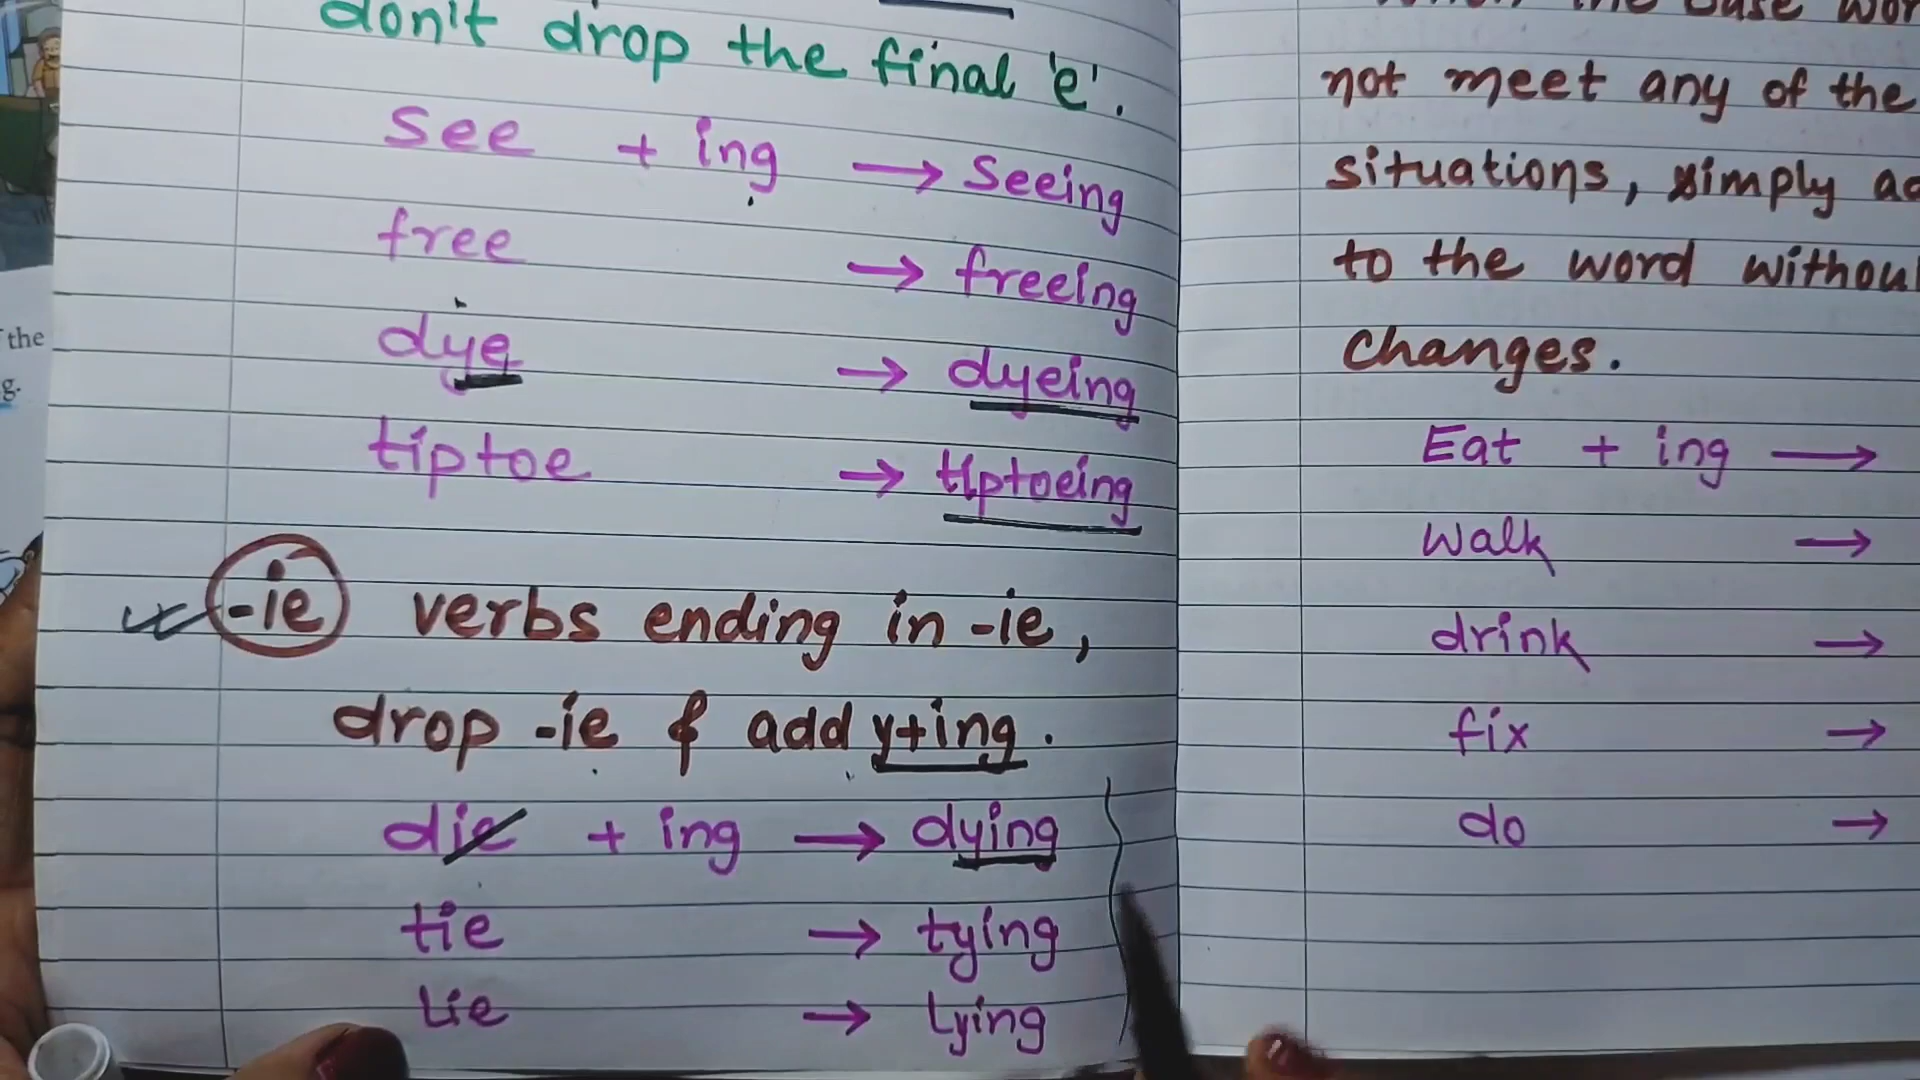 don't drop the final 'e'.
see + ing → seeing
free → freeing
dye → dyeing
tiptoe → tiptoeing
-ie verbs ending in -ie,
drop -ie & add y+ing.
die + ing → dying
tie → tying
Lie → Lying
not meet any of the
situations, simply
to the word
changes.
Eat + ing →
Walk →
drink →
fix →
do →
the
g.